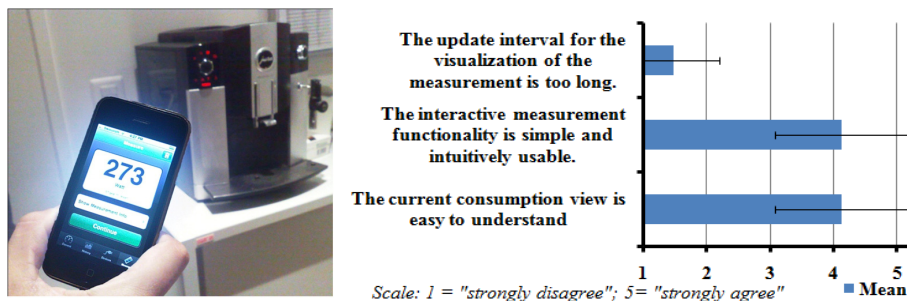 273
Continue
The update interval for the
visualization of the
measurement is too long.
The interactive measurement
functionality is simple and
intuitively usable.
The current consumption view is
easy to understand
1 2 3 4 5
Scale: 1 = "strongly disagree"; 5= "strongly agree"
Mean